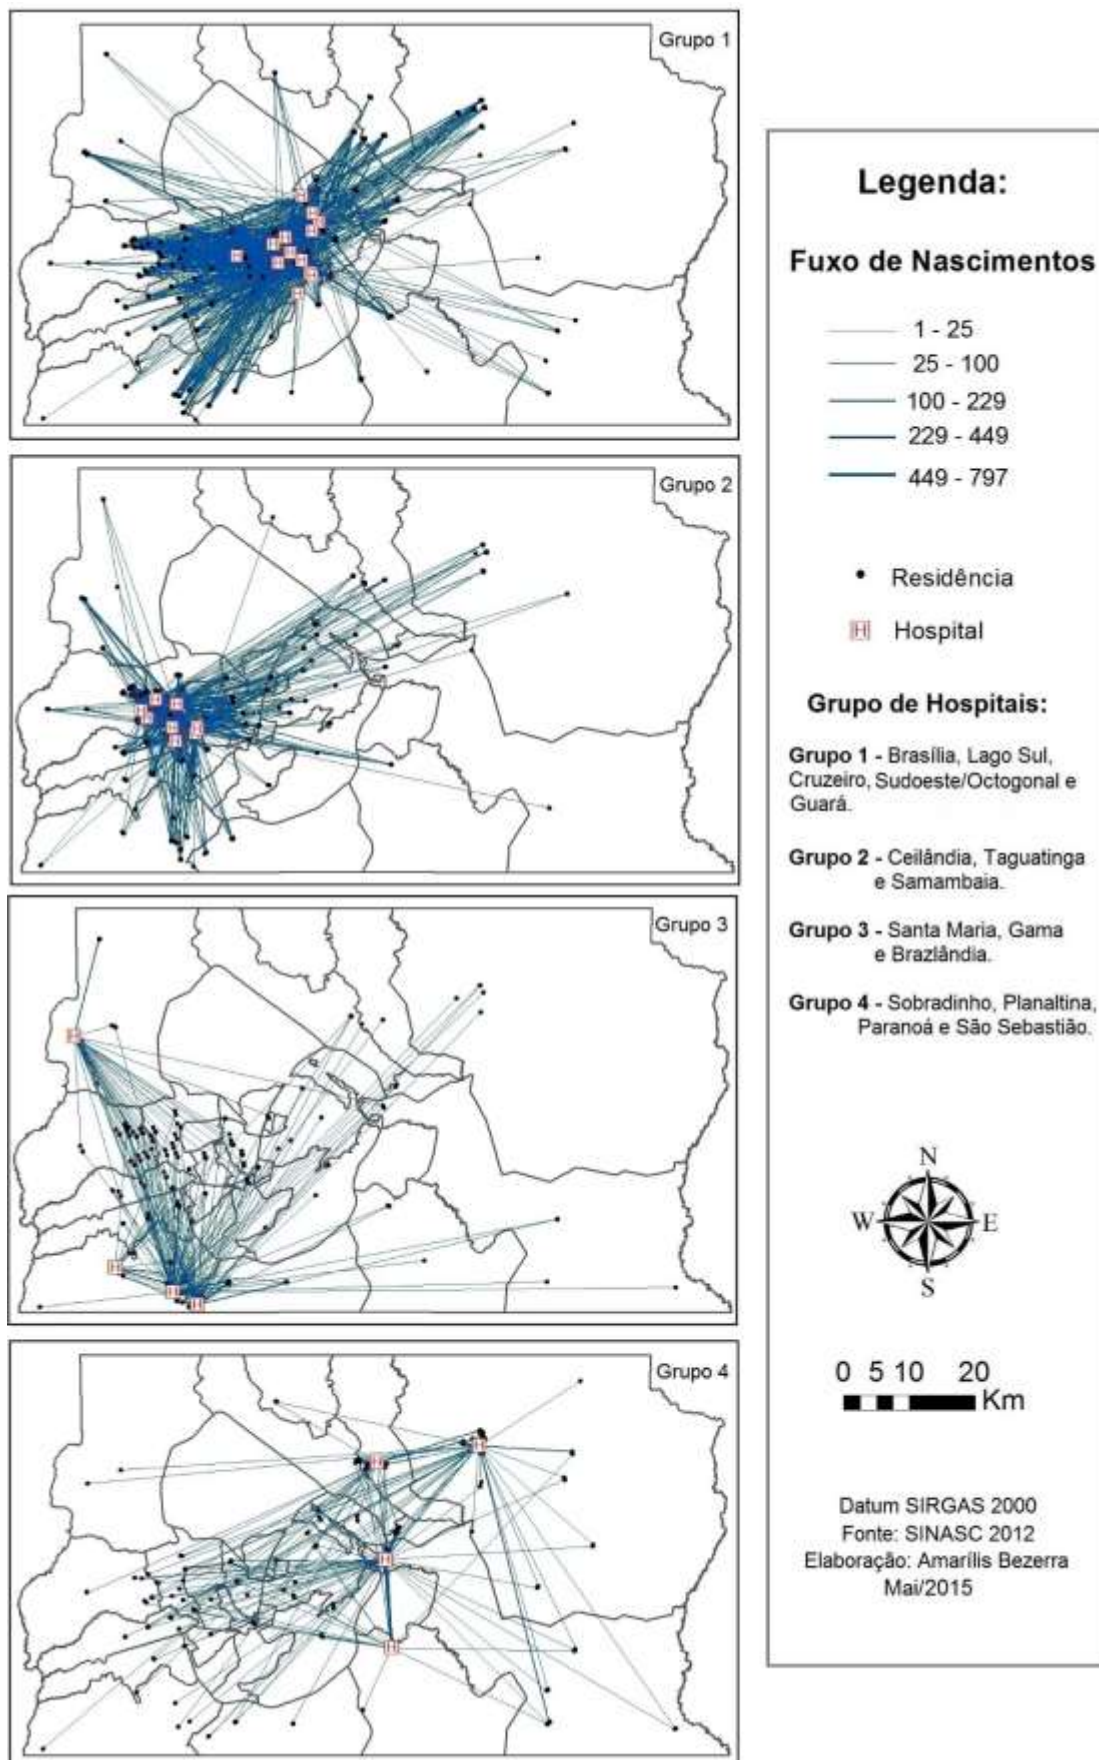 Grupo 1
Grupo 2
Grupo 3
Grupo 4
Legenda:
Fuxo de Nascimentos
1 - 25
25 - 100
100 - 229
229 - 449
449 - 797
Residência
H Hospital
Grupo de Hospitais:
Grupo 1 - Brasília, Lago Sul,
Cruzeiro, Sudoeste/Octogonal e
Guará.
Grupo 2 - Ceilândia, Taguatinga
e Samambaia.
Grupo 3 - Santa Maria, Gama
e Brazlândia.
Grupo 4 - Sobradinho, Planaltina,
Paranoá e São Sebastião.
N
W E
S
0 5 10 20
Km
Datum SIRGAS 2000
Fonte: SINASC 2012
Elaboração: Amarílis Bezerra
Mai/2015